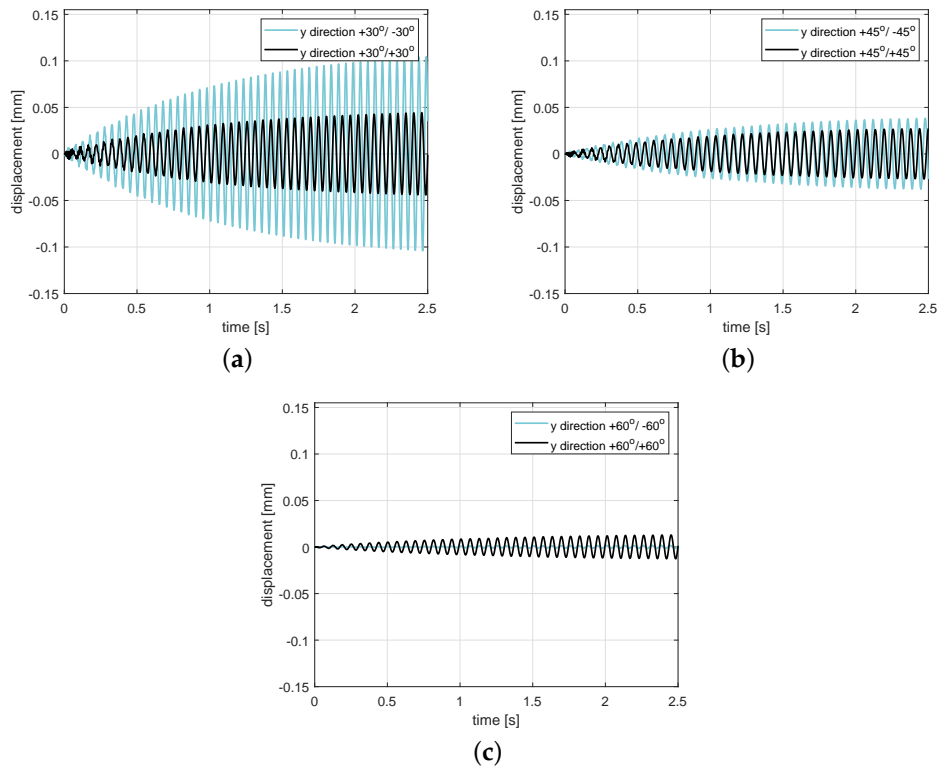 0.15
0.1
0.05
0
-0.05
-0.1
-0.15
displacement [mm]
y direction +30°/ -30°
y direction +30°/+30°
0 0.5 1 1.5 2 2.5
time [s]
(a)
0.15
0.1
0.05
0
-0.05
-0.1
-0.15
displacement [mm]
y direction +45°/ -45°
y direction +45°/+45°
0 0.5 1 1.5 2 2.5
time [s]
(b)
0.15
0.1
0.05
0
-0.05
-0.1
-0.15
displacement [mm]
y direction +60°/ -60°
y direction +60°/+60°
0 0.5 1 1.5 2 2.5
time [s]
(c)